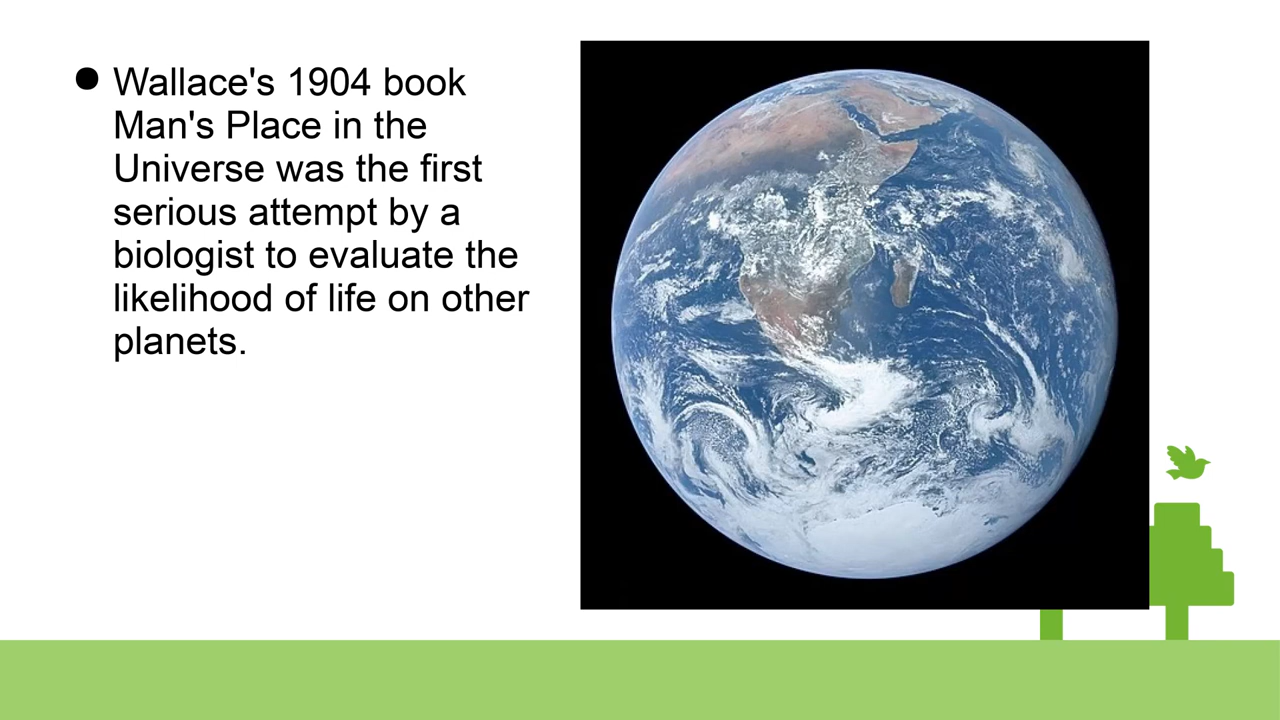 Wallace's 1904 book
Man's Place in the
Universe was the first
serious attempt by a
biologist to evaluate the
likelihood of life on other
planets.